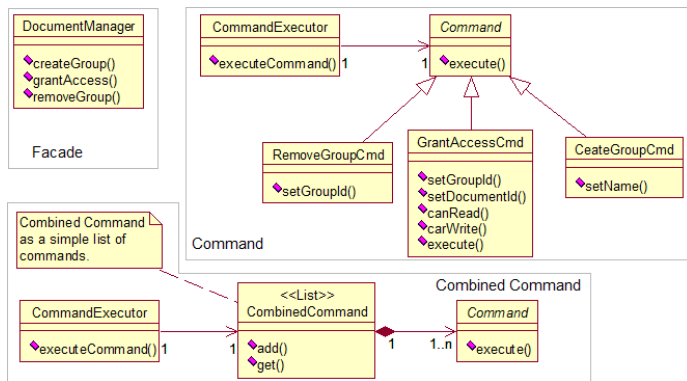 DocumentManager
createGroup()
grantAccess()
removeGroup()
Facade
CommandExecutor
executeCommand()
1
1
Command
execute()
RemoveGroupCmd
setGroupId()
GrantAccessCmd
setGroupId()
setDocumentId()
canRead()
carWrite()
execute()
CeateGroupCmd
setName()
Command
Combined Command
as a simple list of
commands.
Combined Command
CommandExecutor
executeCommand()
1
1
<<List>>
CombinedCommand
add()
get()
1
1..n
Command
execute()